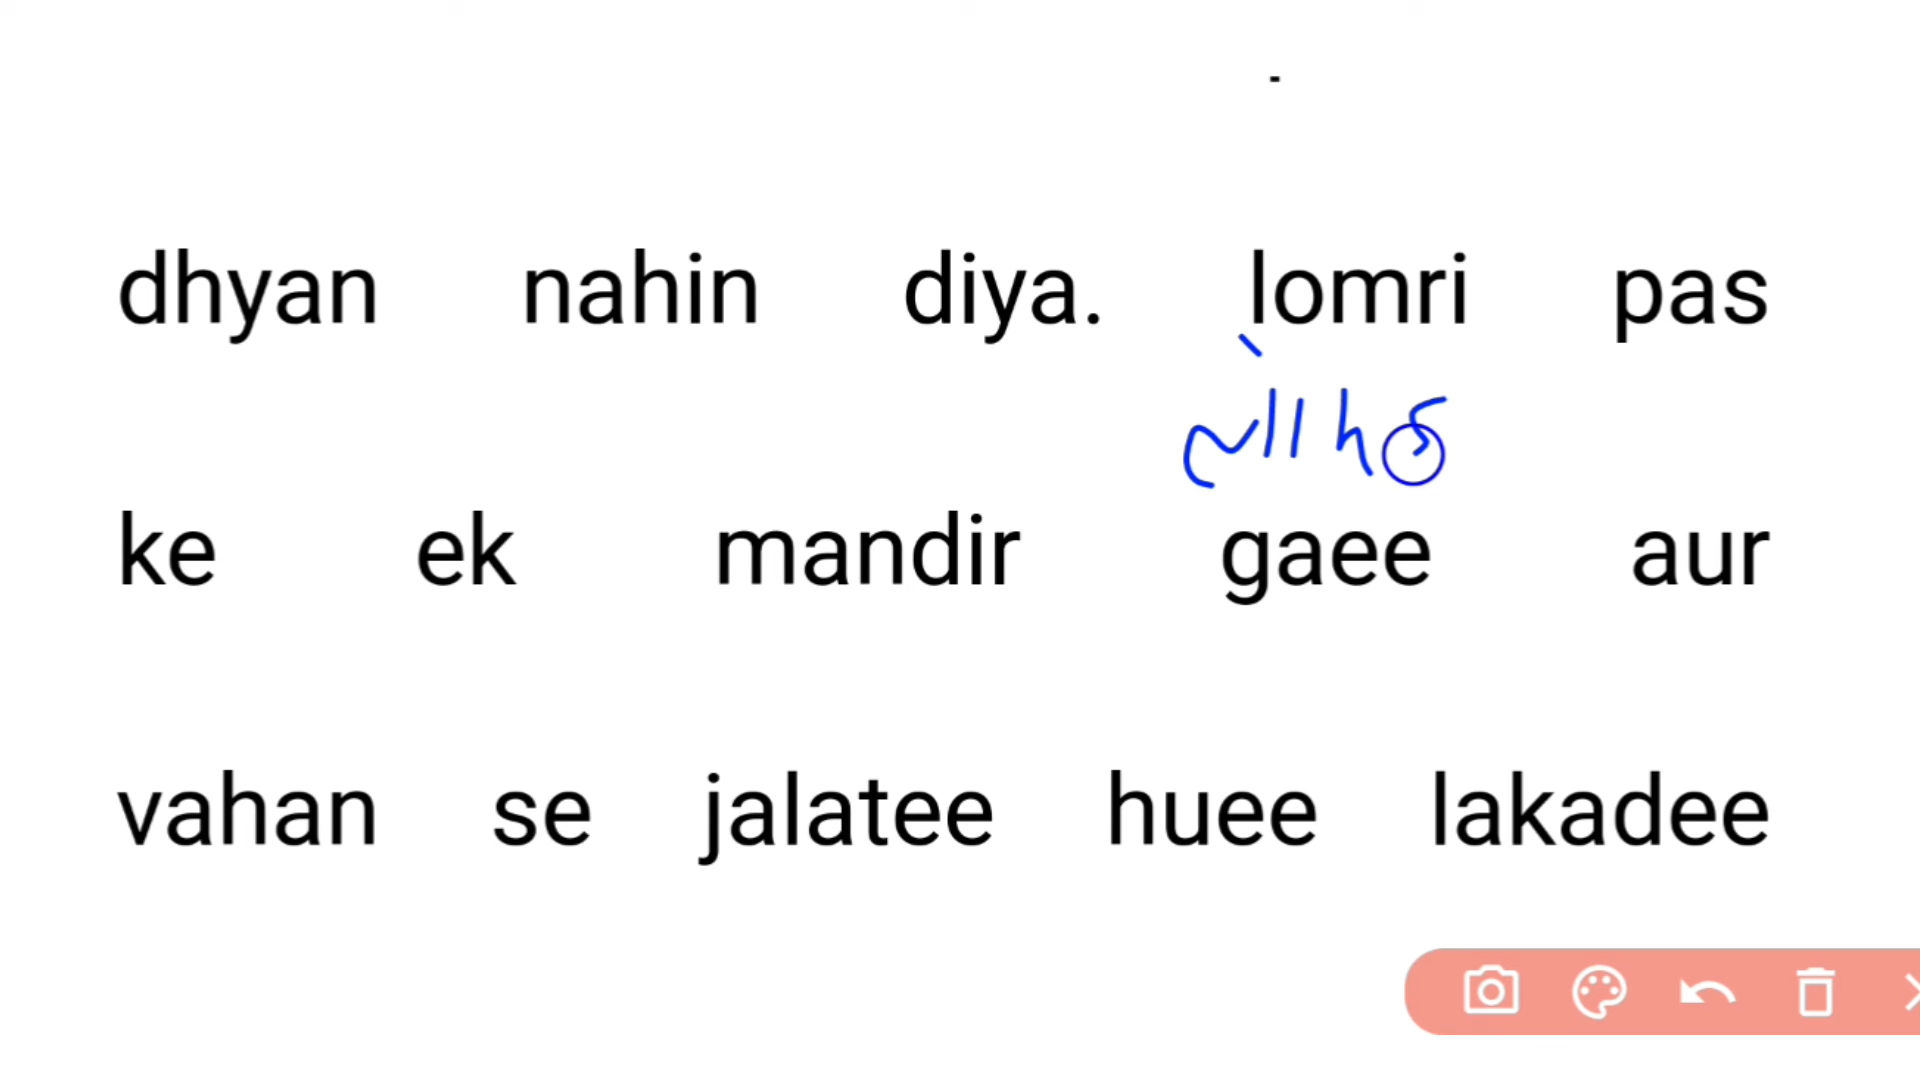 dhyan nahin diya. lomri pas
ke ek mandir gaee aur
vahan se jalatee huee lakadee